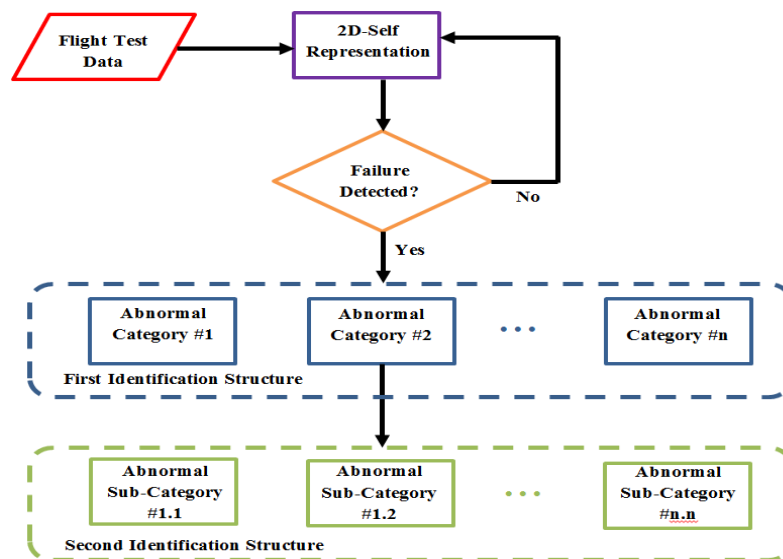 Flight Test
Data
2D-Self
Representation
Failure
Detected?
No
Yes
Abnormal
Category #1
Abnormal
Category #2
...
Abnormal
Category #n
First Identification Structure
Abnormal
Sub-Category
#1.1
Abnormal
Sub-Category
#1.2
...
Abnormal
Sub-Category
#n.n
Second Identification Structure